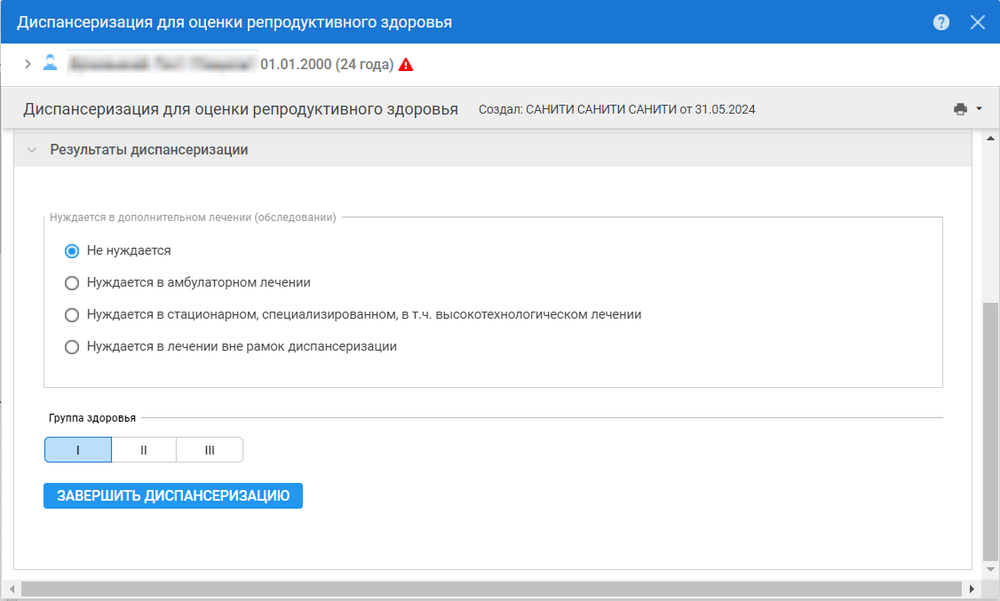 Диспансеризация для оценки репродуктивного здоровья
01.01.2000 (24 года)
Диспансеризация для оценки репродуктивного здоровья Создал: САНИТИ САНИТИ САНИТИ от 31.05.2024
Результаты диспансеризации
Нуждается в дополнительном лечении (обследовании)
Не нуждается
Нуждается в амбулаторном лечении
Нуждается в стационарном, специализированном, в т.ч. высокотехнологическом лечении
Нуждается в лечении вне рамок диспансеризации
Группа здоровья
I II III
ЗАВЕРШИТЬ ДИСПАНСЕРИЗАЦИЮ